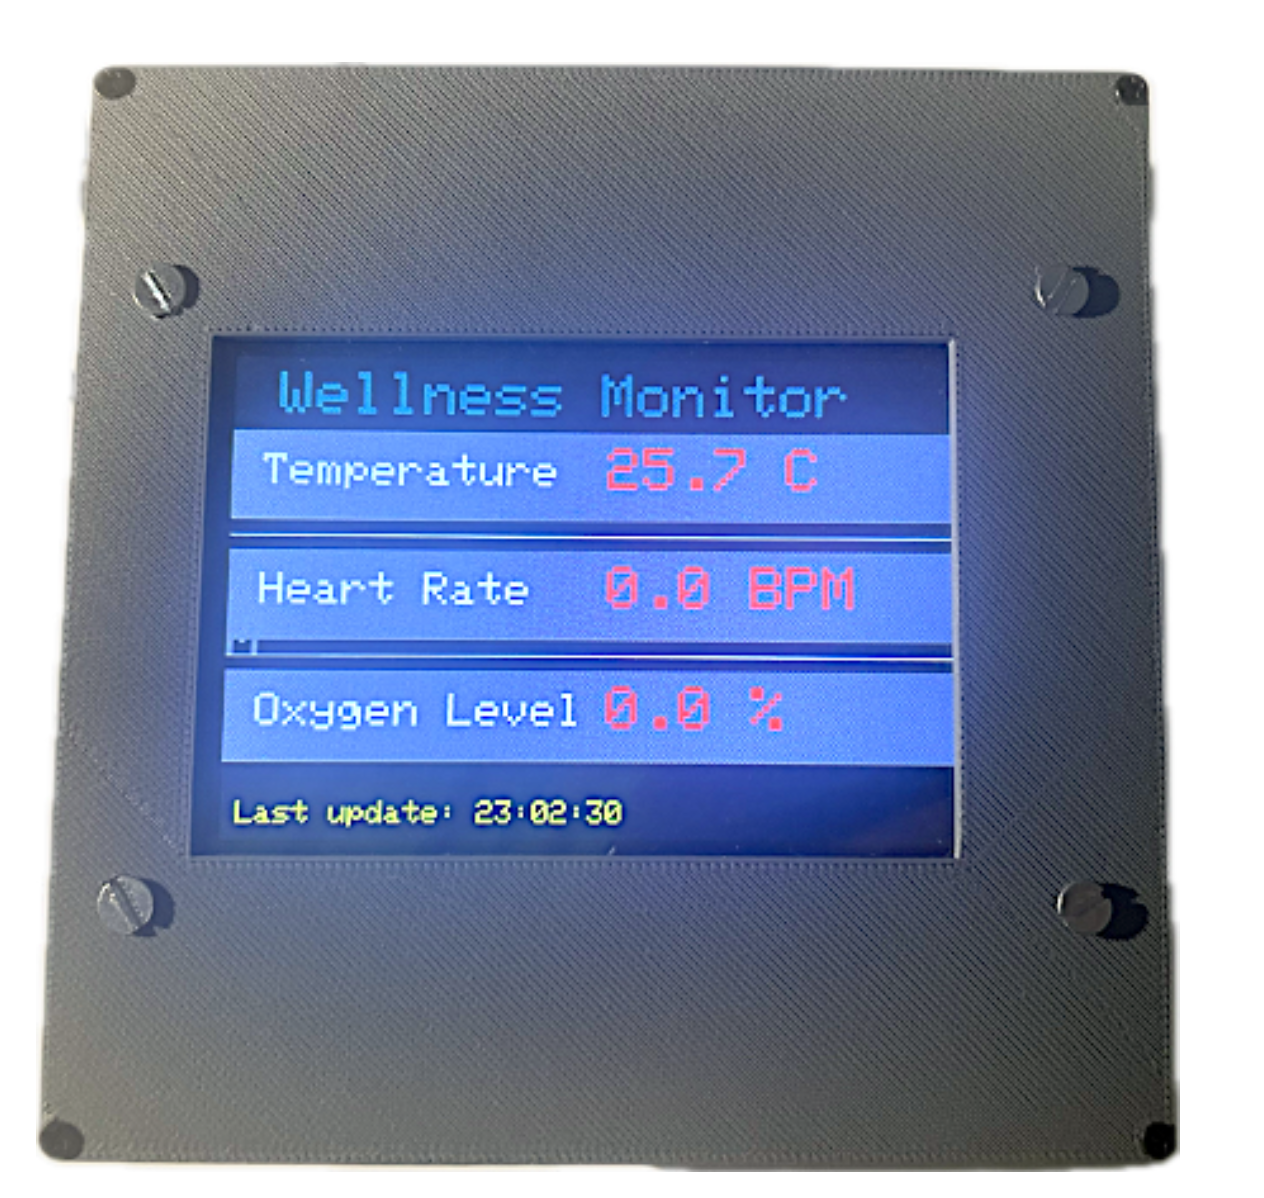 Wellness Monitor
Temperature 25.7 C
Heart Rate 0.0 BPM
Oxygen Level 0.0 %
Last update: 23:02:30